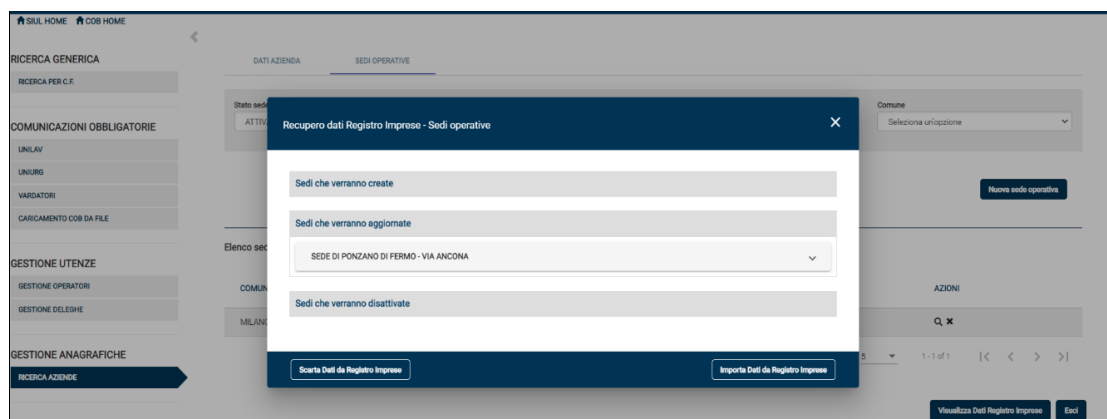 SIUL HOME COB HOME
RICERCA GENERICA
RICERCA PER C.F.
COMUNICAZIONI OBBLIGATORIE
UNILAV
UNIURG
VARDATORI
CARICAMENTO COB DA FILE
GESTIONE UTENZE
GESTIONE OPERATORI
GESTIONE DELEGHE
GESTIONE ANAGRAFICHE
RICERCA AZIENDE
DATI AZIENDA SEDI OPERATIVE
Stato sede
ATTIV
Comune
Seleziona un'opzione
Nuova sede operativa
Elenco sed
COMUN
AZIONI
MILANO
5 1-1 of 1
Visualizza Dati Registro Imprese Esci
Recupero dati Registro Imprese - Sedi operative
Sedi che verranno create
Sedi che verranno aggiornate
SEDE DI PONZANO DI FERMO - VIA ANCONA
Sedi che verranno disattivate
Scarta Dati da Registro Imprese Importa Dati da Registro Imprese